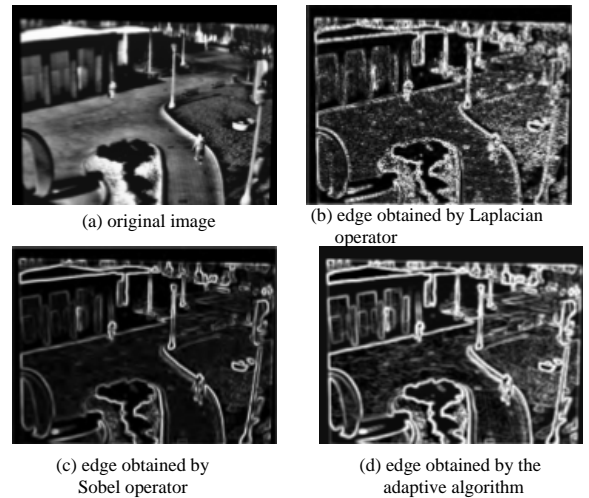 (a) original image
(b) edge obtained by Laplacian
operator
(c) edge obtained by
Sobel operator
(d) edge obtained by the
adaptive algorithm